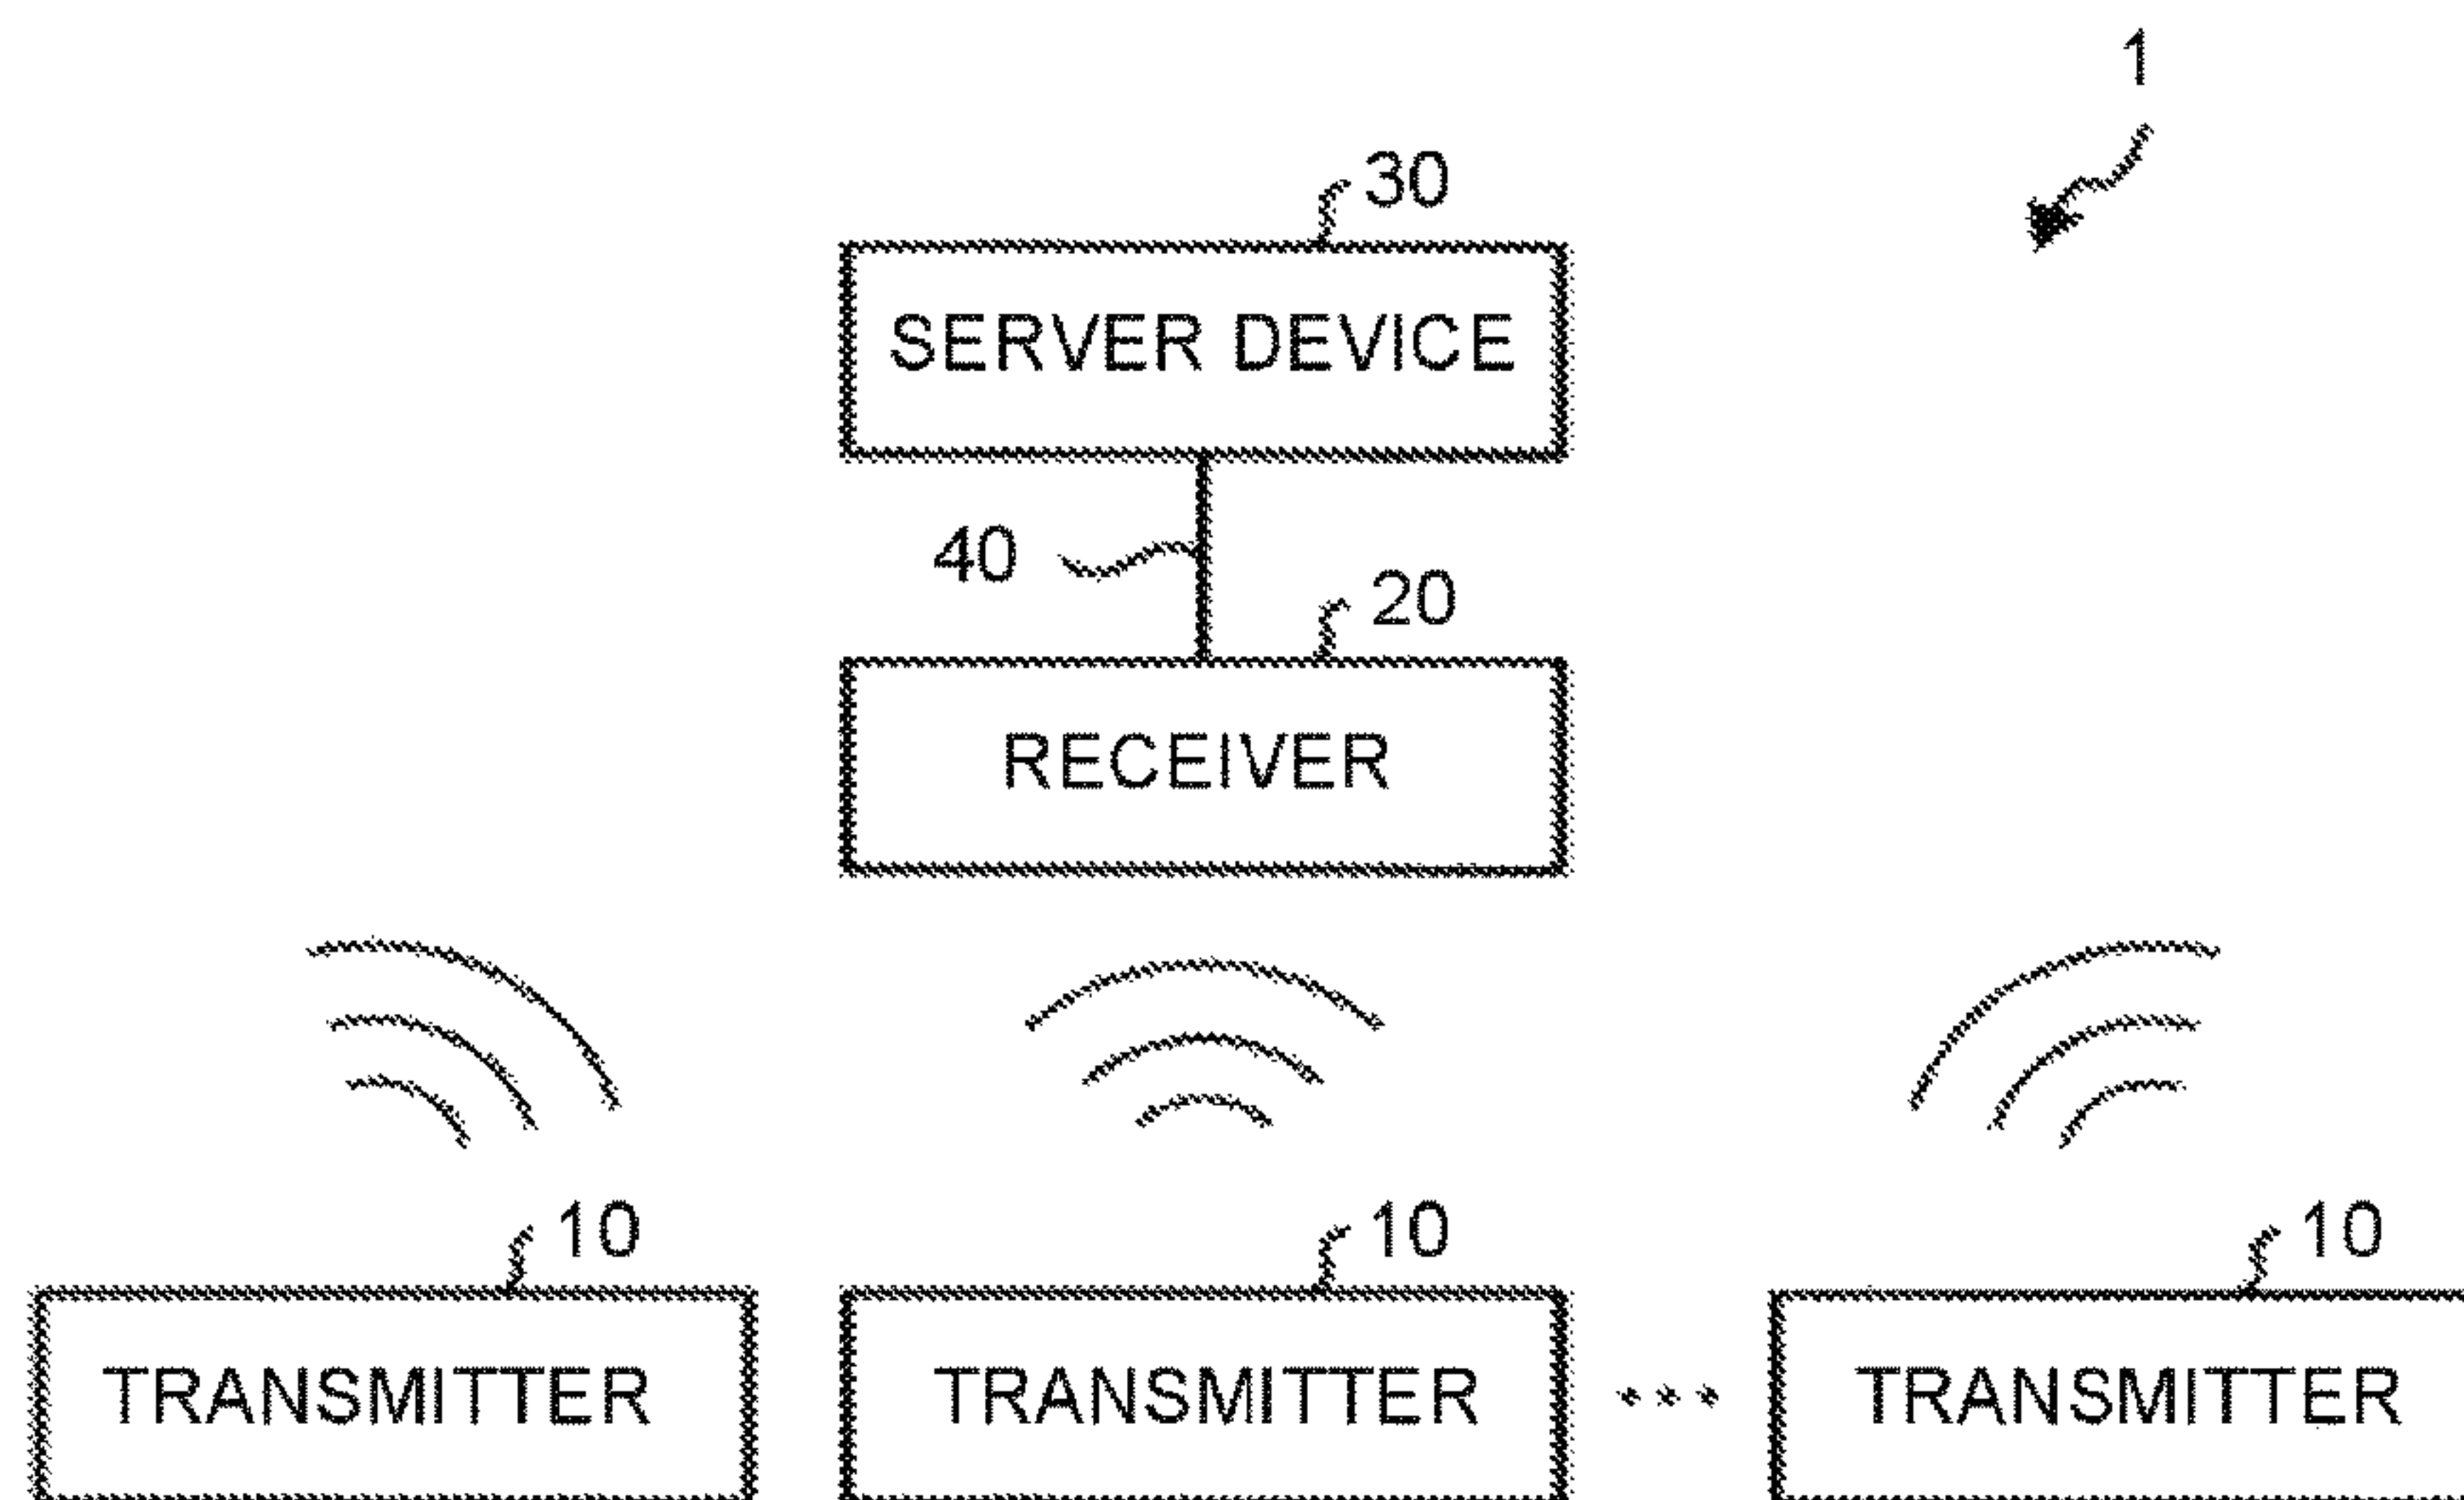 1
30
SERVER DEVICE
40
20
RECEIVER
10 10 10
TRANSMITTER TRANSMITTER ... TRANSMITTER